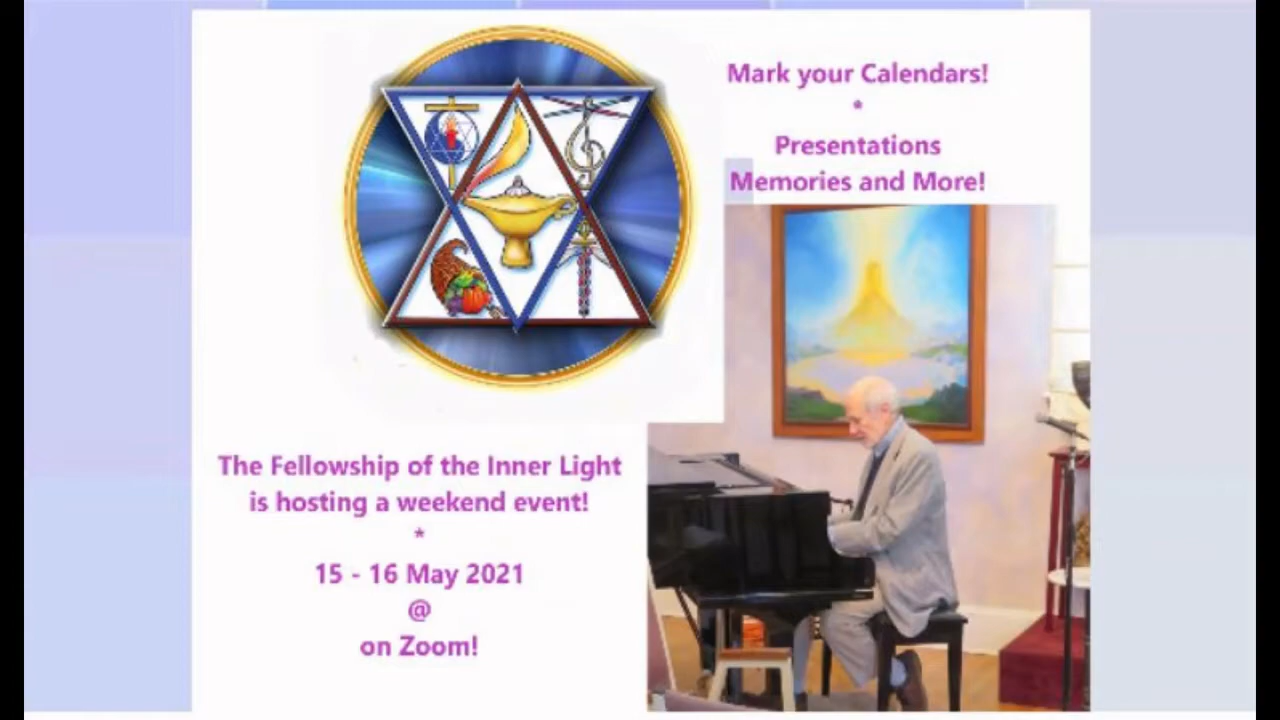 Mark your Calendars!
*
Presentations
Memories and More!
The Fellowship of the Inner Light
is hosting a weekend event!
*
15 - 16 May 2021
@
on Zoom!